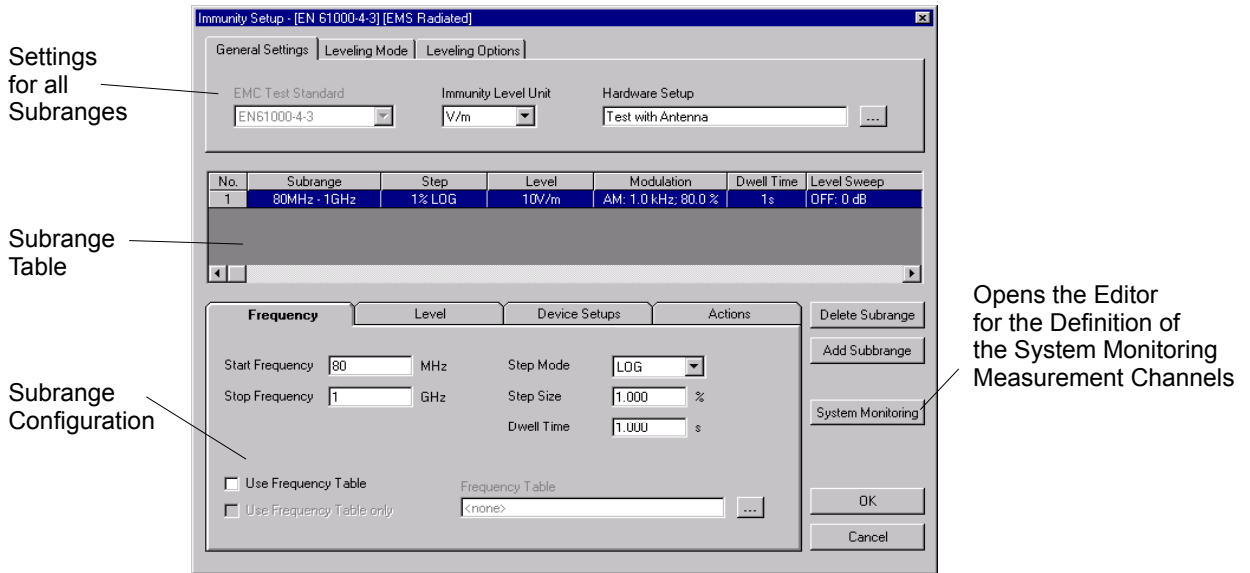 Immunity Setup - [EN 61000-4-3] [EMS Radiated]
General Settings Leveling Mode Leveling Options
Settings
for all
Subranges
EMC Test Standard Immunity Level Unit Hardware Setup
EN61000-4-3 V/m Test with Antenna ...
No. Subrange Step Level Modulation Dwell Time Level Sweep
1 80MHz - 1GHz 1% LOG 10V/m AM: 1.0 kHz; 80.0 % 1s OFF: 0 dB
Subrange
Table
Opens the Editor
for the Definition of
the System Monitoring
Measurement Channels
Frequency Level Device Setups Actions
Delete Subrange
Add Subbrange
System Monitoring
Start Frequency 80 MHz Step Mode LOG
Stop Frequency 1 GHz Step Size 1.000 %
Dwell Time 1.000 s
Subrange
Configuration
Use Frequency Table Frequency Table
Use Frequency Table only <none> ...
OK
Cancel